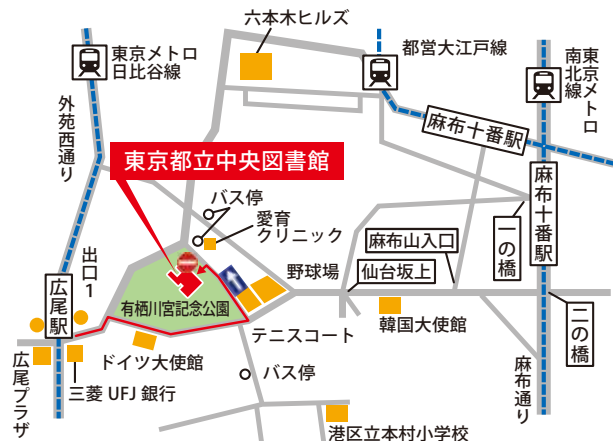 六本木ヒルズ
東京メトロ
日比谷線
都営大江戸線
東京メトロ
南北線
外苑西通り
麻布十番駅
東京都立中央図書館
バス停
愛育
クリニック
麻布十番駅
一の橋
麻布山入口
野球場
仙台坂上
出口1
広尾駅
有栖川宮記念公園
テニスコート
韓国大使館
二の橋
ドイツ大使館
広尾プラザ
三菱UFJ銀行
バス停
麻布通り
港区立本村小学校